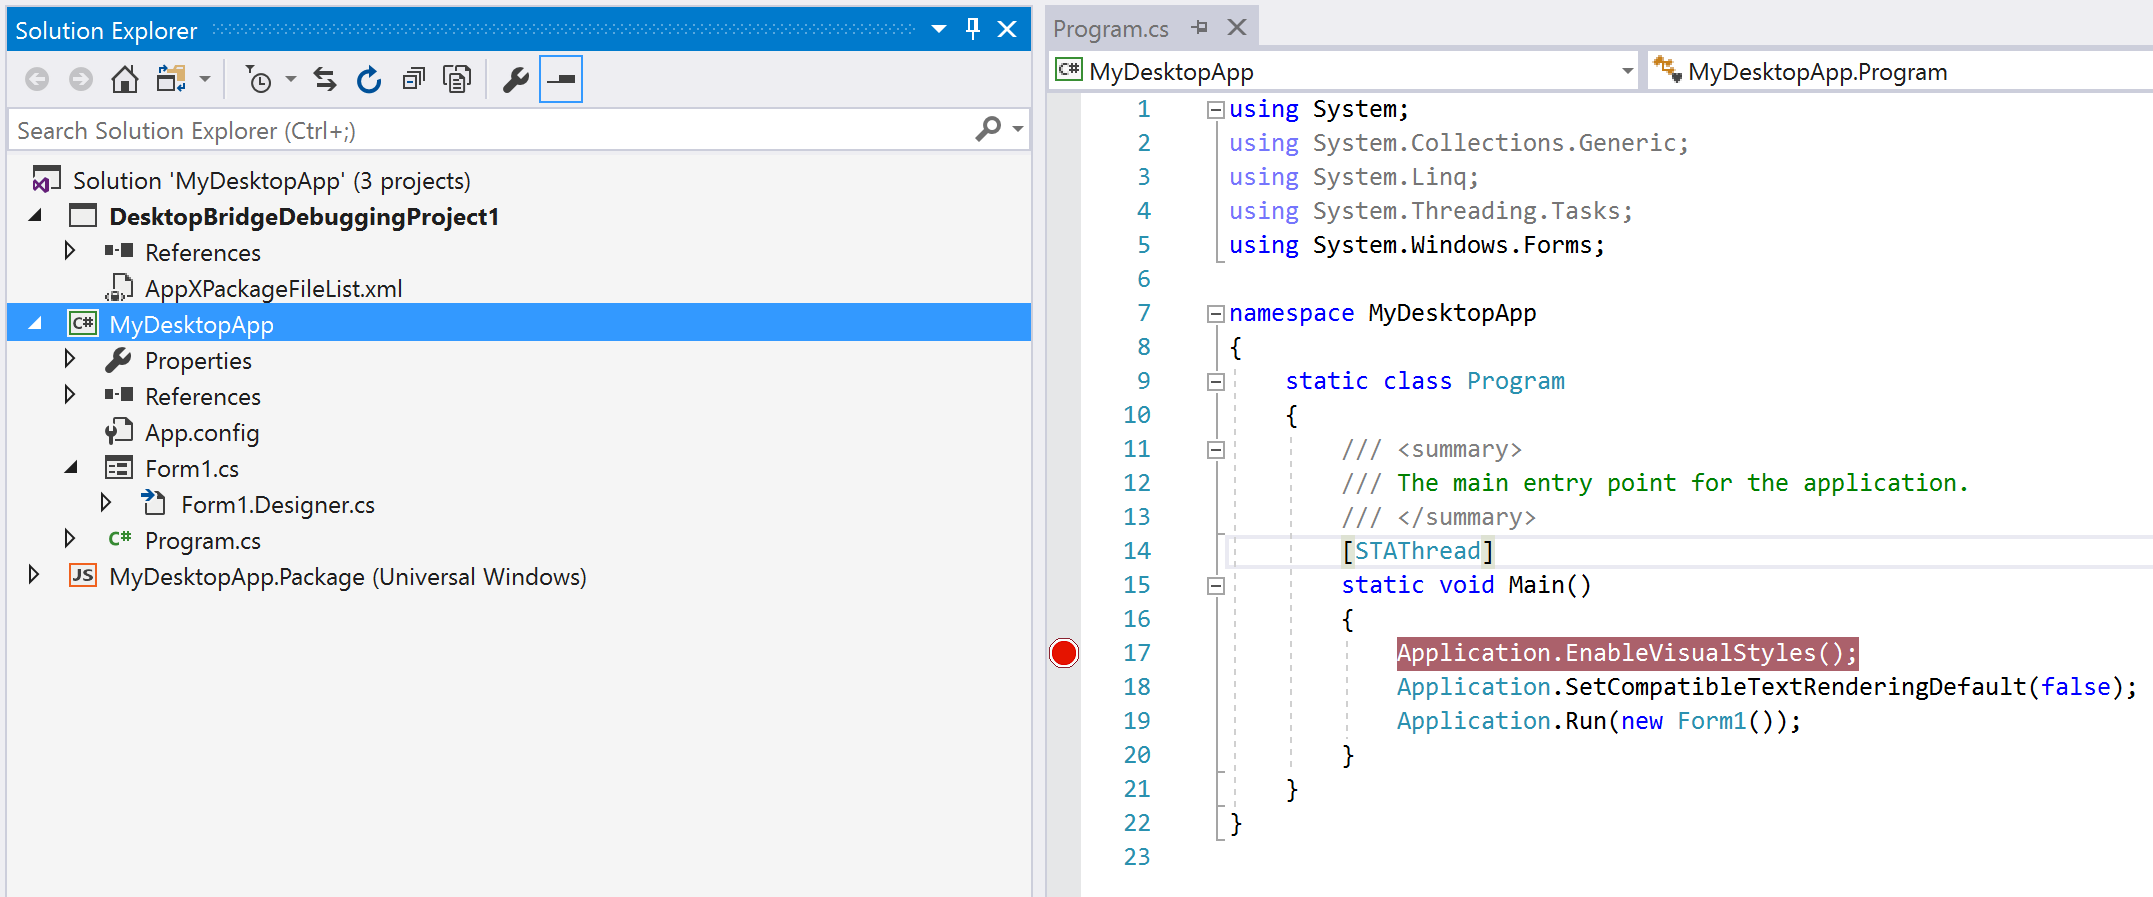 Solution Explorer
Search Solution Explorer (Ctrl+;)
Solution 'MyDesktopApp' (3 projects)
DesktopBridgeDebuggingProject1
References
AppXPackageFileList.xml
C# MyDesktopApp
Properties
References
App.config
Form1.cs
Form1.Designer.cs
C# Program.cs
JS MyDesktopApp.Package (Universal Windows)
Program.cs
C# MyDesktopApp
MyDesktopApp.Program
1 using System;
2 using System.Collections.Generic;
3 using System.Linq;
4 using System.Threading.Tasks;
5 using System.Windows.Forms;
6
7 namespace MyDesktopApp
8 {
9 static class Program
10 {
11 /// <summary>
12 /// The main entry point for the application.
13 /// </summary>
14 [STAThread]
15 static void Main()
16 {
17 Application.EnableVisualStyles();
18 Application.SetCompatibleTextRenderingDefault(false);
19 Application.Run(new Form1());
20 }
21 }
22 }
23